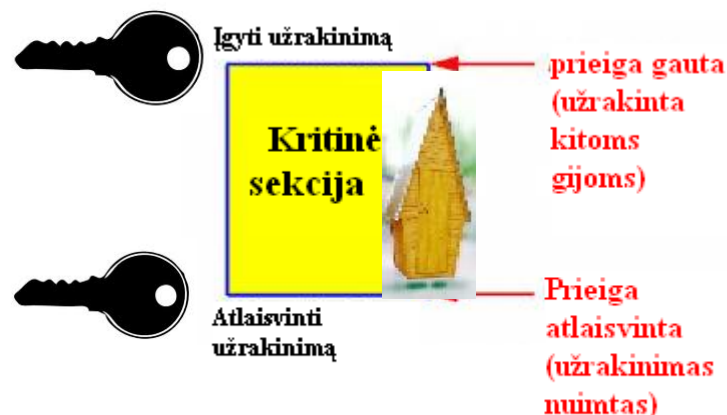 Įgyti užrakinimą
prieiga gauta
(užrakinta
kitoms
gijoms)
Kritinė
sekcija
Atlaisvinti
užrakinimą
Prieiga
atlaisvinta
(užrakinimas
nuimtas)